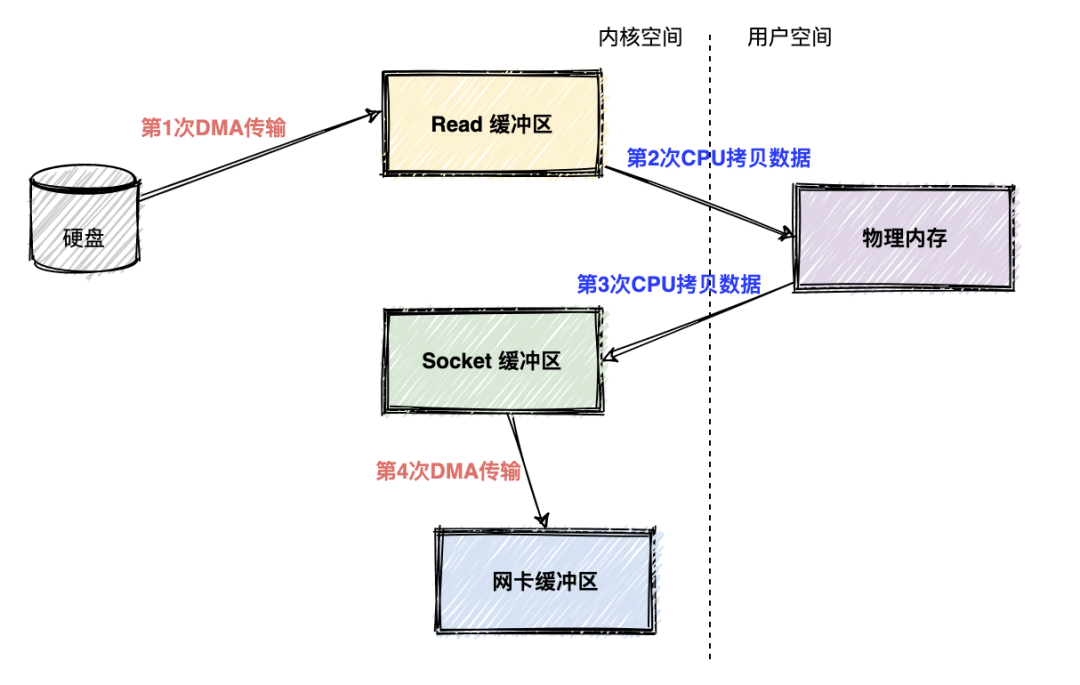 内核空间
用户空间
Read 缓冲区
第1次DMA传输
第2次CPU拷贝数据
硬盘
物理内存
第3次CPU拷贝数据
Socket 缓冲区
第4次DMA传输
网卡缓冲区